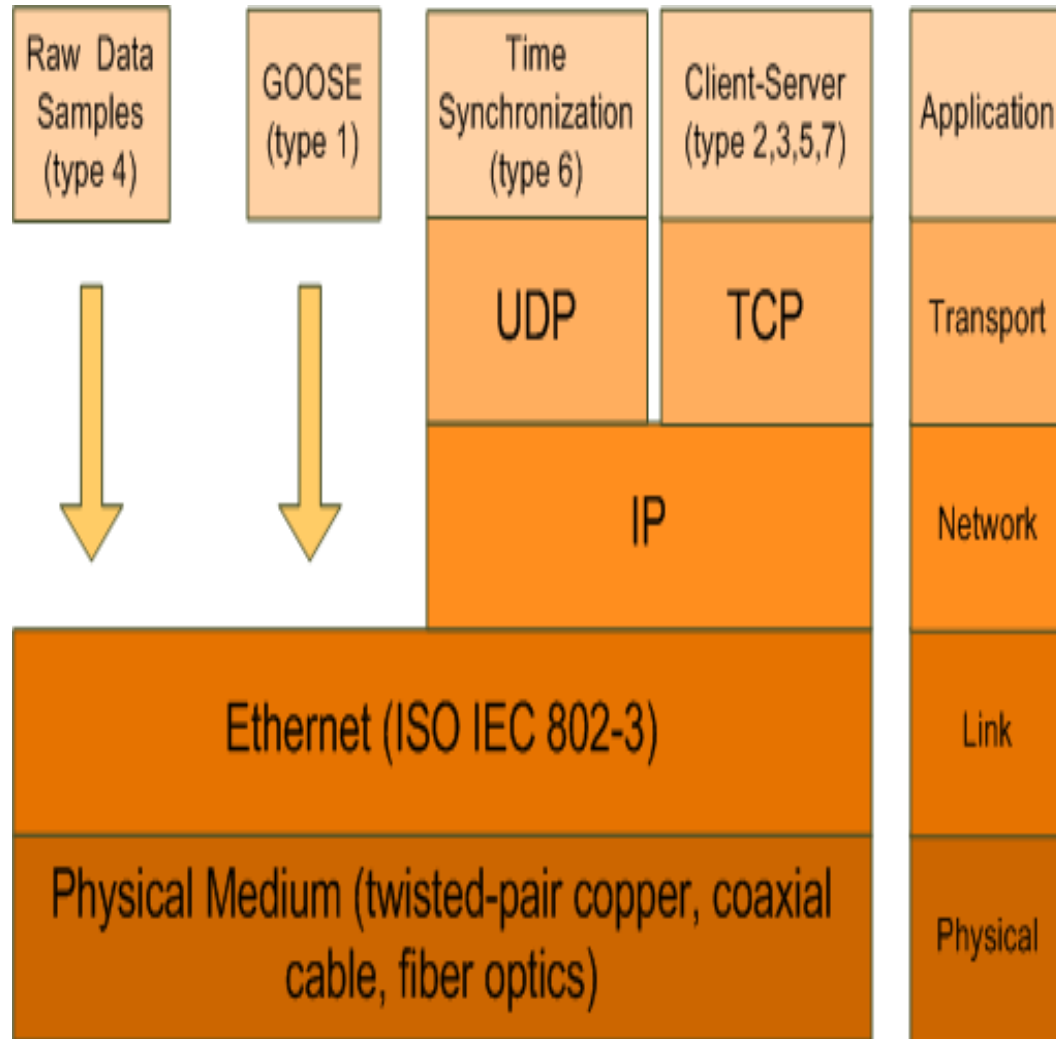 Raw Data
Samples
(type 4)
GOOSE
(type 1)
Time
Synchronization
(type 6)
Client-Server
(type 2,3,5,7)
Application
UDP
TCP
Transport
IP
Network
Ethernet (ISO IEC 802-3)
Link
Physical Medium (twisted-pair copper, coaxial
cable, fiber optics)
Physical